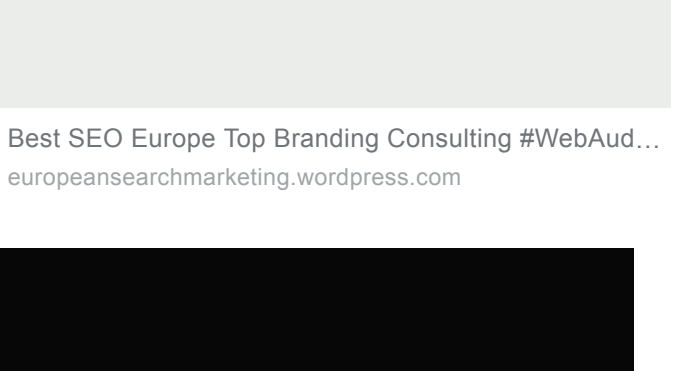 Best SEO Europe Top Branding Consulting #WebAud…
europeansearchmarketing.wordpress.com